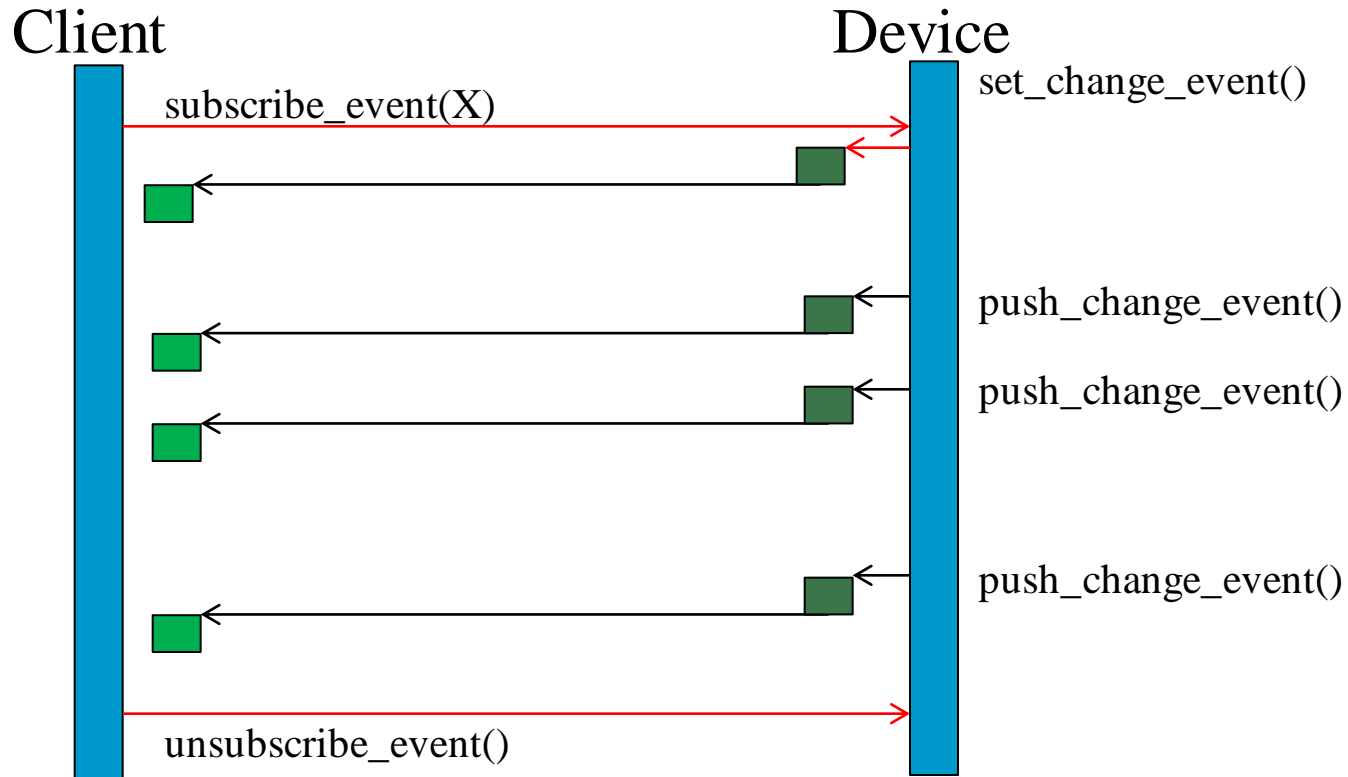 Client
Device
set_change_event()
subscribe_event(X)
push_change_event()
push_change_event()
push_change_event()
unsubscribe_event()